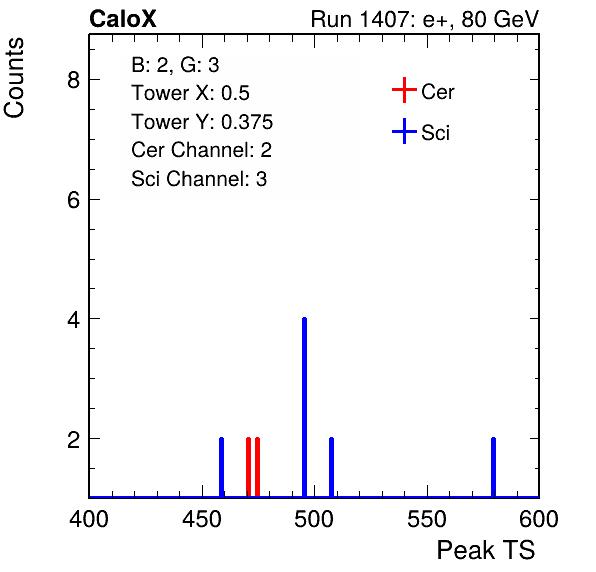 CaloX Run 1407: e+, 80 GeV
B: 2, G: 3
Tower X: 0.5
Tower Y: 0.375
Cer Channel: 2
Sci Channel: 3
Cer
Sci
Counts
8
6
4
2
400 450 500 550 600
Peak TS